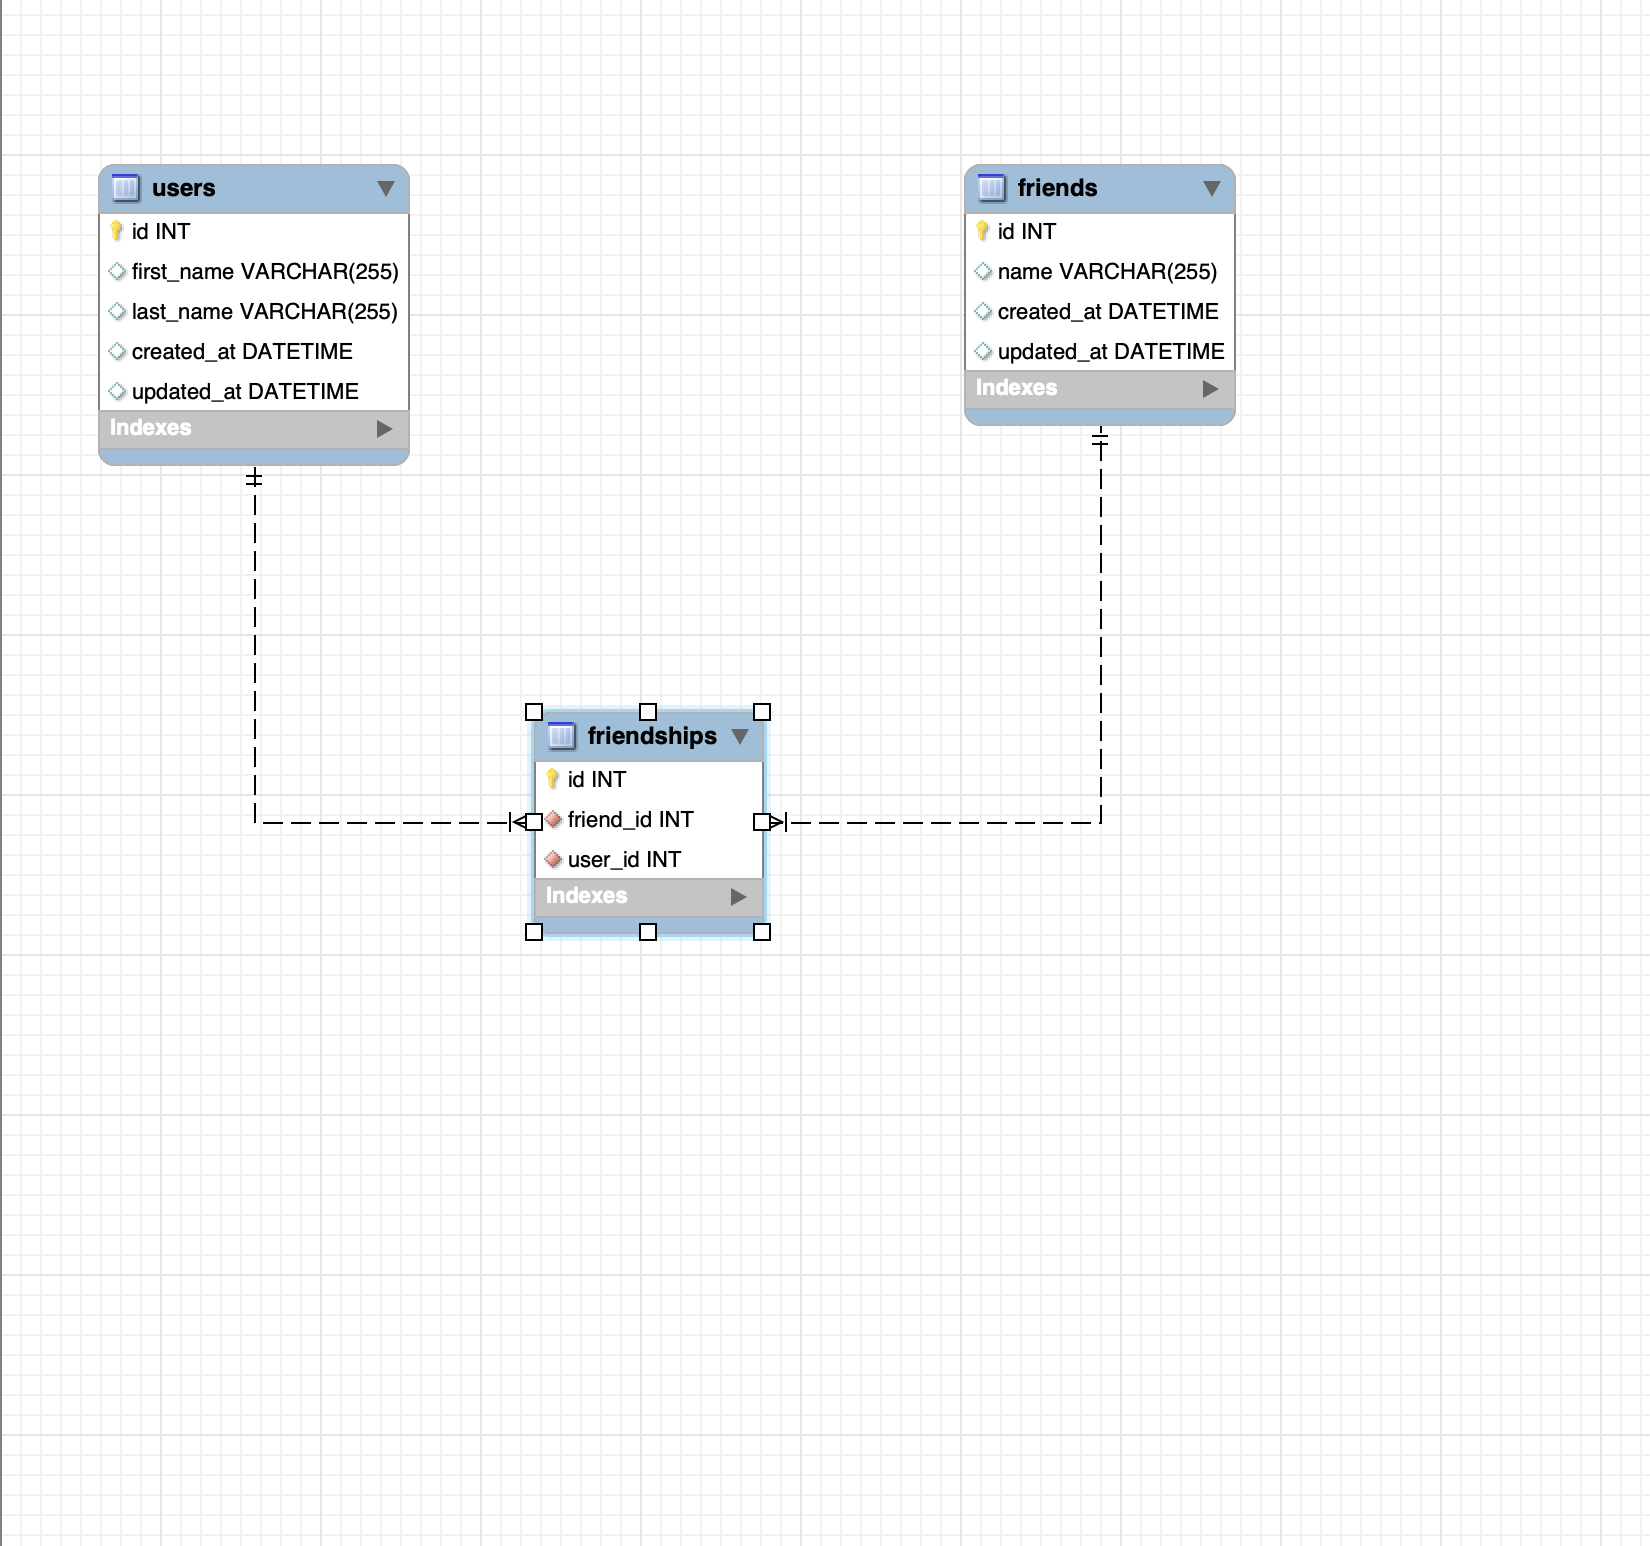 users
id INT
first_name VARCHAR(255)
last_name VARCHAR(255)
created_at DATETIME
updated_at DATETIME
Indexes
friends
id INT
name VARCHAR(255)
created_at DATETIME
updated_at DATETIME
Indexes
friendships
id INT
friend_id INT
user_id INT
Indexes